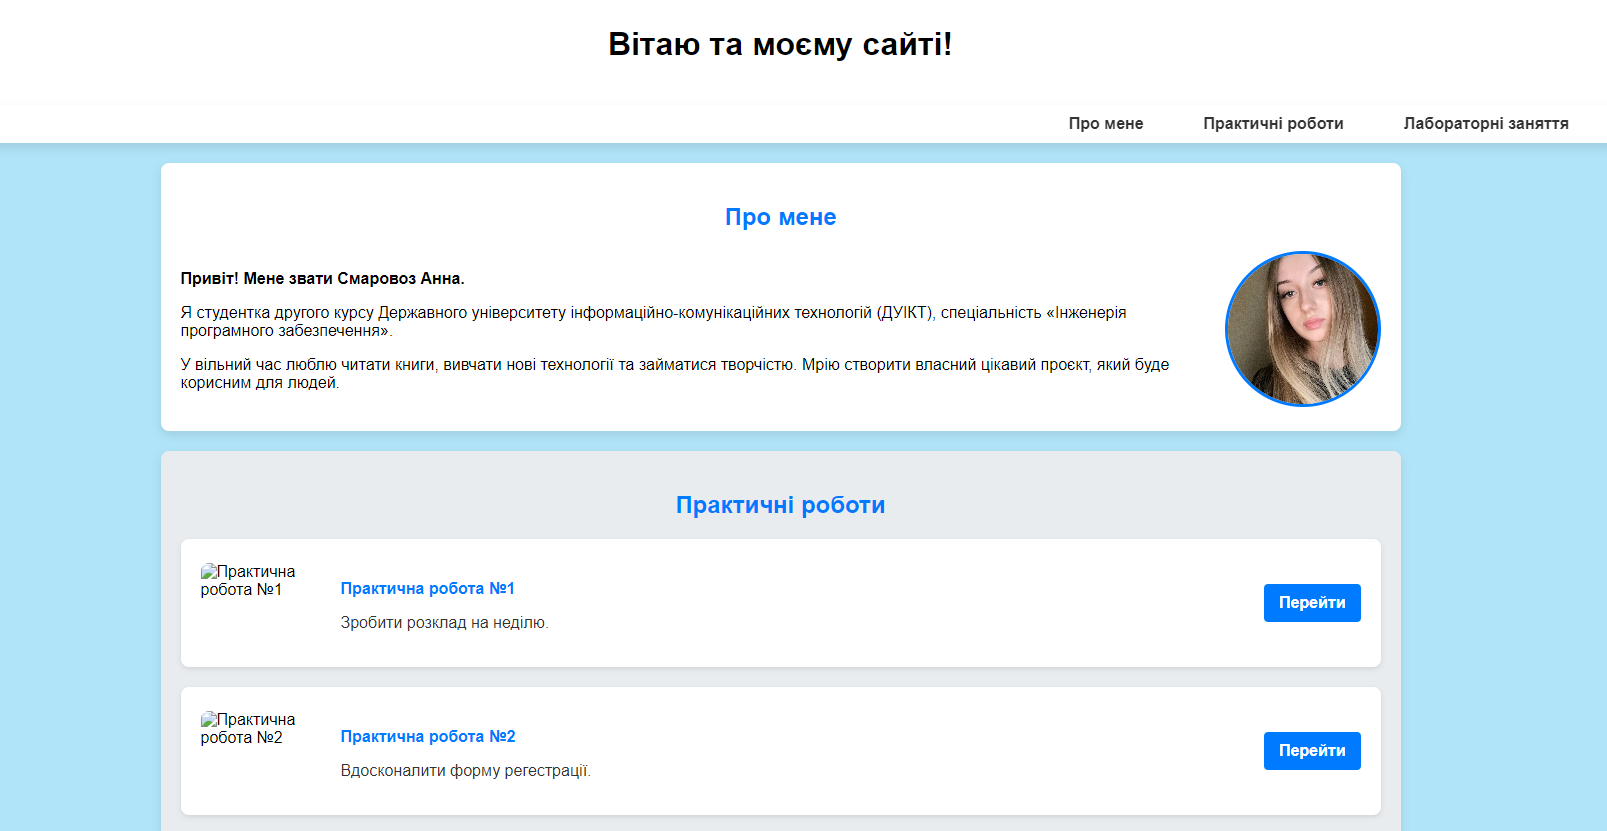 Вітаю та моєму сайті!
Про мене
Практичні роботи
Лабораторні заняття
Про мене
Привіт! Мене звати Смаровоз Анна.
Я студентка другого курсу Державного університету інформаційно-комунікаційних технологій (ДУІКТ), спеціальність «Інженерія
програмного забезпечення».
У вільний час люблю читати книги, вивчати нові технології та займатися творчістю. Мрію створити власний цікавий проєкт, який буде
корисним для людей.
Практичні роботи
Практична
робота №1
Практична робота №1
Зробити розклад на неділю.
Перейти
Практична
робота №2
Практична робота №2
Вдосконалити форму регестрації.
Перейти